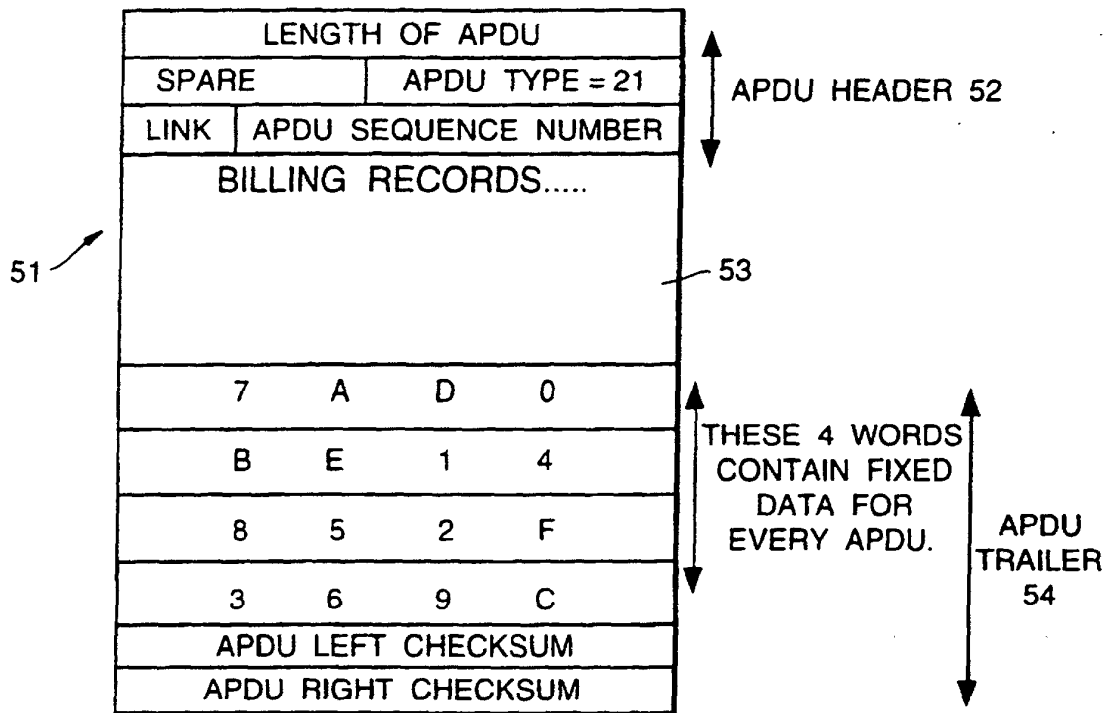 LENGTH OF APDU
SPARE APDU TYPE = 21
LINK APDU SEQUENCE NUMBER
APDU HEADER 52
BILLING RECORDS.....
51
53
7 A D 0
B E 1 4
8 5 2 F
3 6 9 C
THESE 4 WORDS
CONTAIN FIXED
DATA FOR
EVERY APDU.
APDU
TRAILER
54
APDU LEFT CHECKSUM
APDU RIGHT CHECKSUM